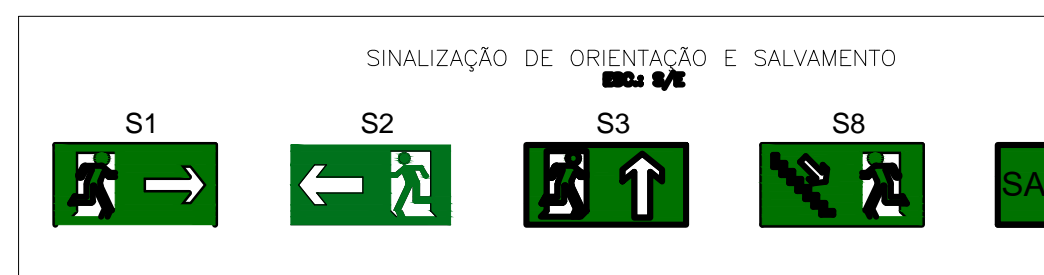 SINALIZAÇÃO DE ORIENTAÇÃO E SALVAMENTO
ESC.: S/E
S1 S2 S3 S8
SA